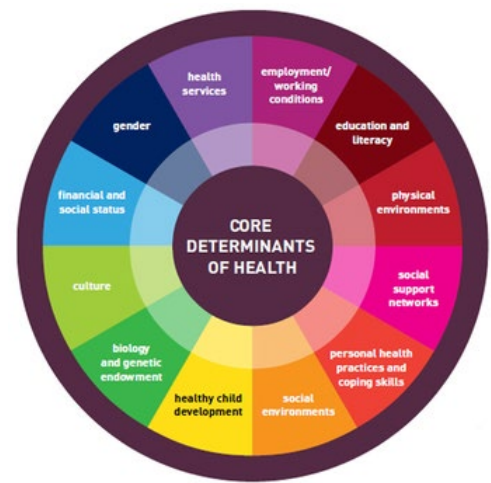 CORE
DETERMINANTS
OF HEALTH
employment/
working
conditions
education and
literacy
physical
environments
social
support
networks
personal health
practices and
coping skills
social
environments
healthy child
development
biology
and genetic
endowment
culture
financial and
social status
gender
health
services